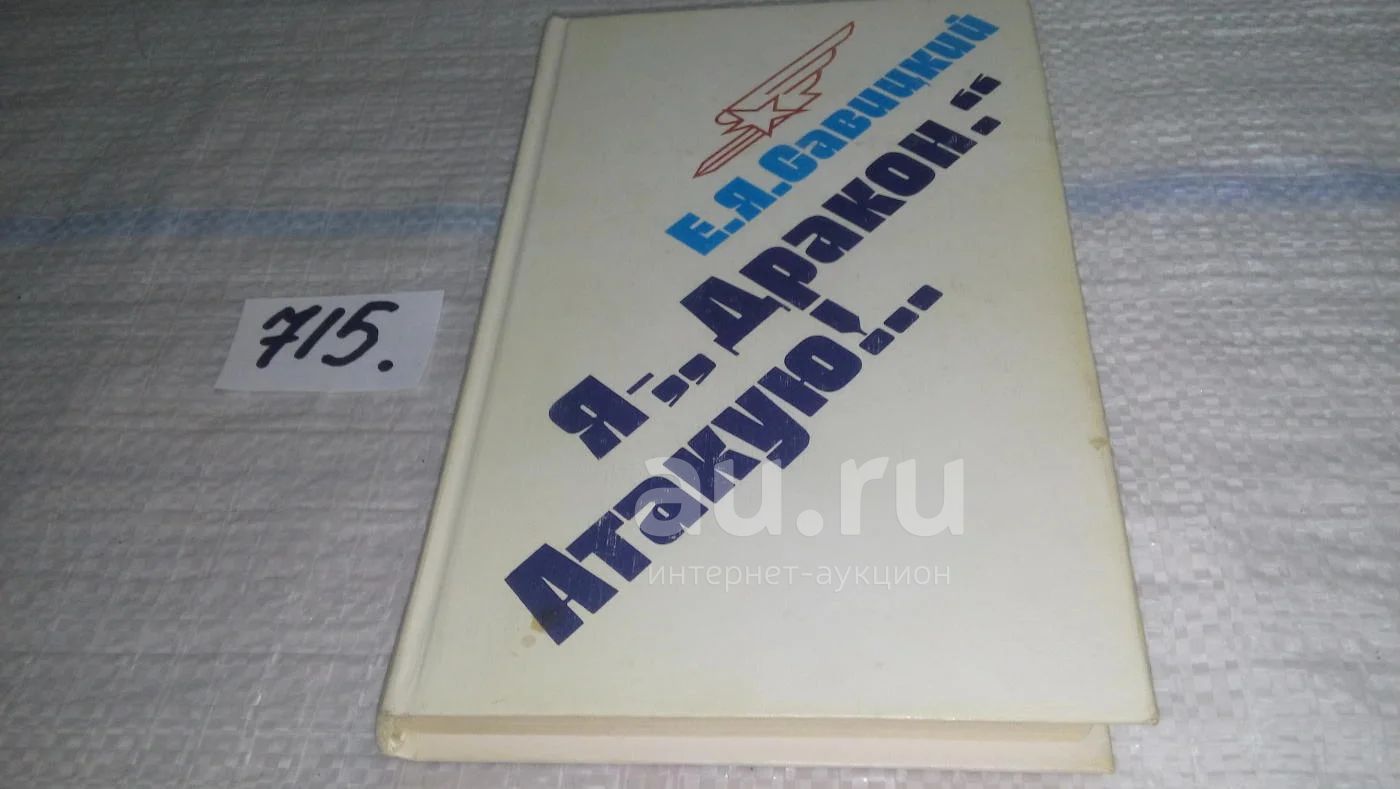 Е.Я.Савицкий
Я-„Дракон.“
Атакую!...
715.
au.ru
интернет-аукцион